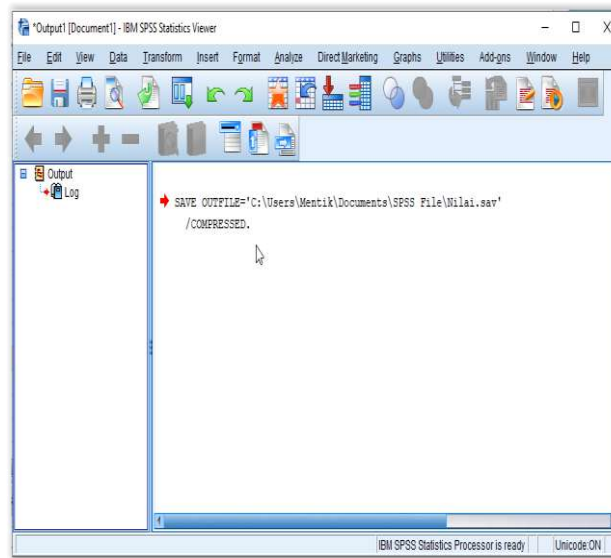 *Output1 [Document1] - IBM SPSS Statistics Viewer
File Edit View Data Transform Insert Format Analyze Direct Marketing Graphs Utilities Add-ons Window Help
Output
Log
SAVE OUTFILE='C:\Users\Mentik\Documents\SPSS File\Nilai.sav'
/COMPRESSED.
IBM SPSS Statistics Processor is ready Unicode:ON